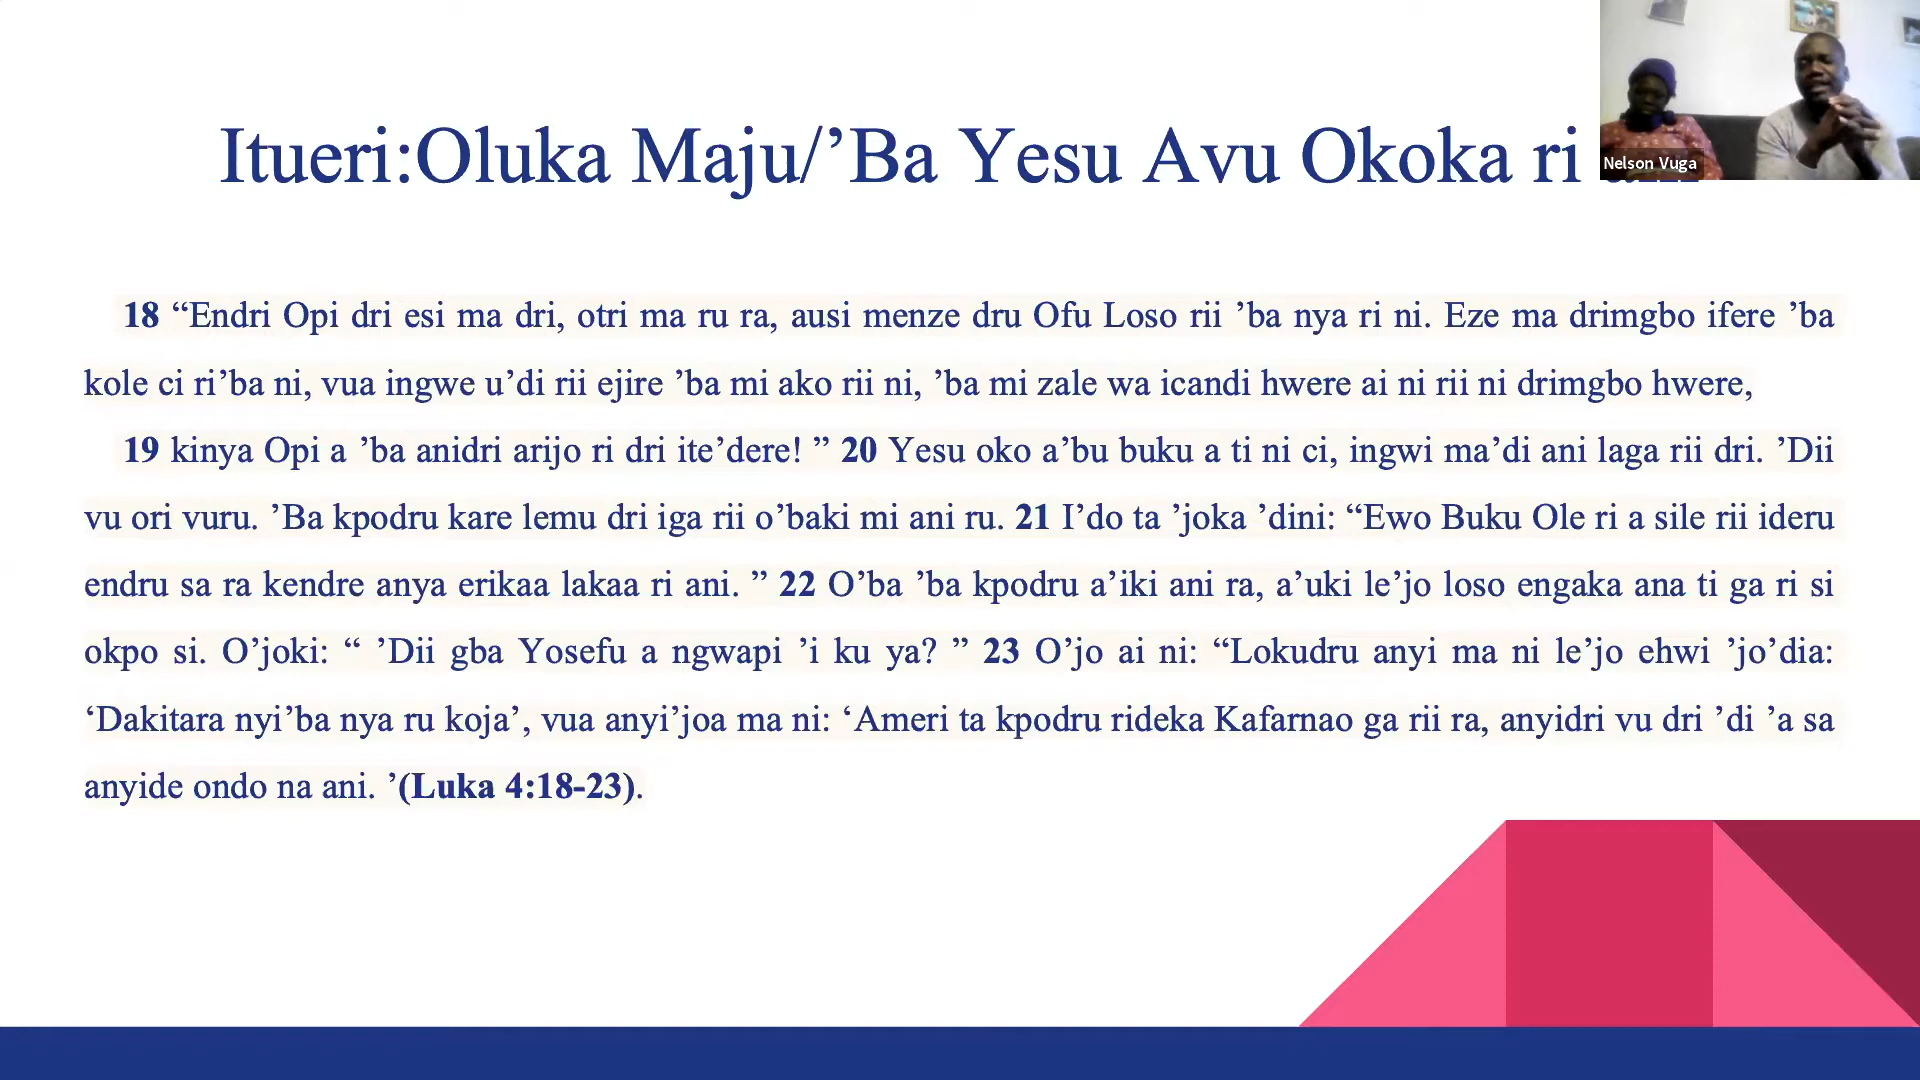 Itueri:Oluka Maju/’Ba Yesu Avu Okoka ri
Nelson Vuga
18 “Endri Opi dri esi ma dri, otri ma ru ra, ausi menze dru Ofu Loso rii ’ba nya ri ni. Eze ma drimgbo ifere ’ba
kole ci ri’ba ni, vua ingwe u’di rii ejire ’ba mi ako rii ni, ’ba mi zale wa icandi hwere ai ni rii ni drimgbo hwere,
19 kinya Opi a ’ba anidri arijo ri dri ite’dere! ” 20 Yesu oko a’bu buku a ti ni ci, ingwi ma’di ani laga rii dri. ’Dii
vu ori vuru. ’Ba kpodru kare lemu dri iga rii o’baki mi ani ru. 21 I’do ta ’joka ’dini: “Ewo Buku Ole ri a sile rii ideru
endru sa ra kendre anya erikaa lakaa ri ani. ” 22 O’ba ’ba kpodru a’iki ani ra, a’uki le’jo loso engaka ana ti ga ri si
okpo si. O’joki: “ ’Dii gba Yosefu a ngwapi ’i ku ya? ” 23 O’jo ai ni: “Lokudru anyi ma ni le’jo ehwi ’jo’dia:
‘Dakitara nyi’ba nya ru koja’, vua anyi’joa ma ni: ‘Ameri ta kpodru rideka Kafarnao ga rii ra, anyidri vu dri ’di ’a sa
anyide ondo na ani. ’(Luka 4:18-23).